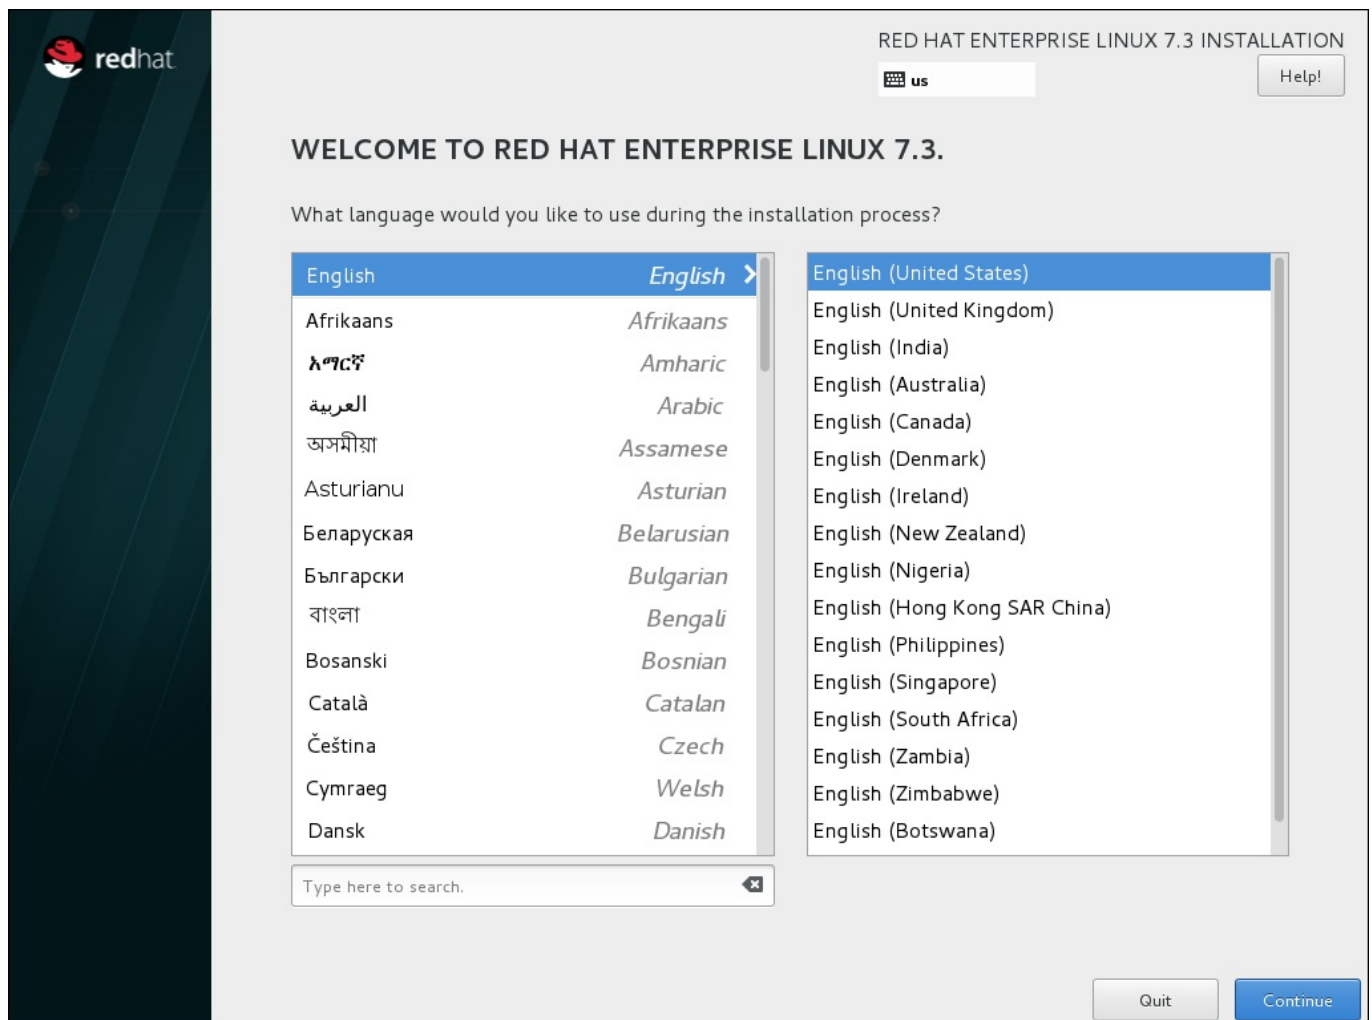 redhat.
RED HAT ENTERPRISE LINUX 7.3 INSTALLATION
us
Help!
WELCOME TO RED HAT ENTERPRISE LINUX 7.3.
What language would you like to use during the installation process?
English English
Afrikaans Afrikaans
አማርኛ Amharic
العربية Arabic
অসমীয়া Assamese
Asturianu Asturian
Беларуская Belarusian
Български Bulgarian
বাংলা Bengali
Bosanski Bosnian
Català Catalan
Čeština Czech
Cymraeg Welsh
Dansk Danish
English (United States)
English (United Kingdom)
English (India)
English (Australia)
English (Canada)
English (Denmark)
English (Ireland)
English (New Zealand)
English (Nigeria)
English (Hong Kong SAR China)
English (Philippines)
English (Singapore)
English (South Africa)
English (Zambia)
English (Zimbabwe)
English (Botswana)
Type here to search.
Quit
Continue